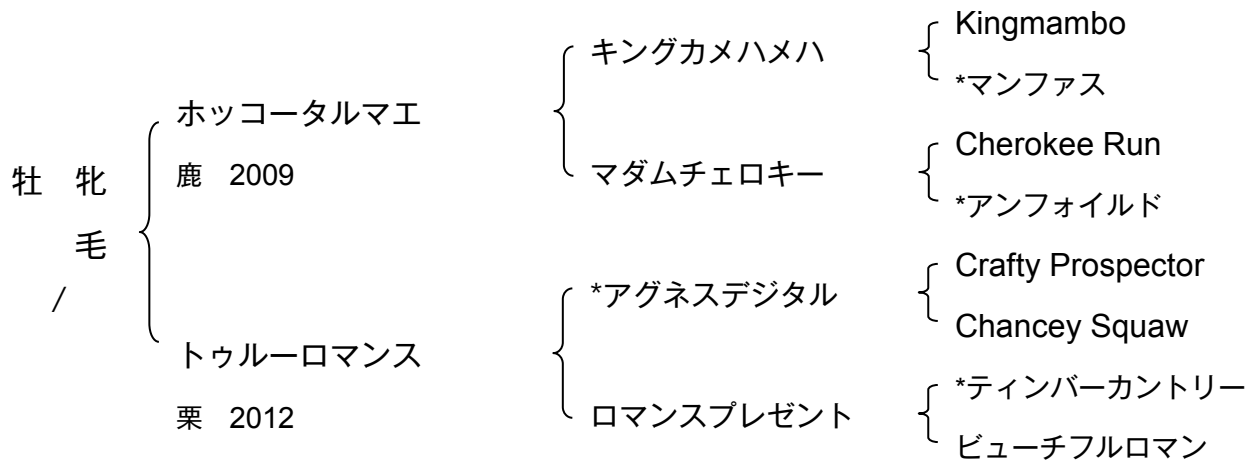 牡　牝
毛
/
ホッコータルマエ
鹿　2009
トゥルーロマンス
栗　2012
キングカメハメハ
マダムチェロキー
*アグネスデジタル
ロマンスプレゼント
Kingmambo
*マンファス
Cherokee Run
*アンフォイルド
Crafty Prospector
Chancey Squaw
*ティンバーカントリー
ビューチフルロマン